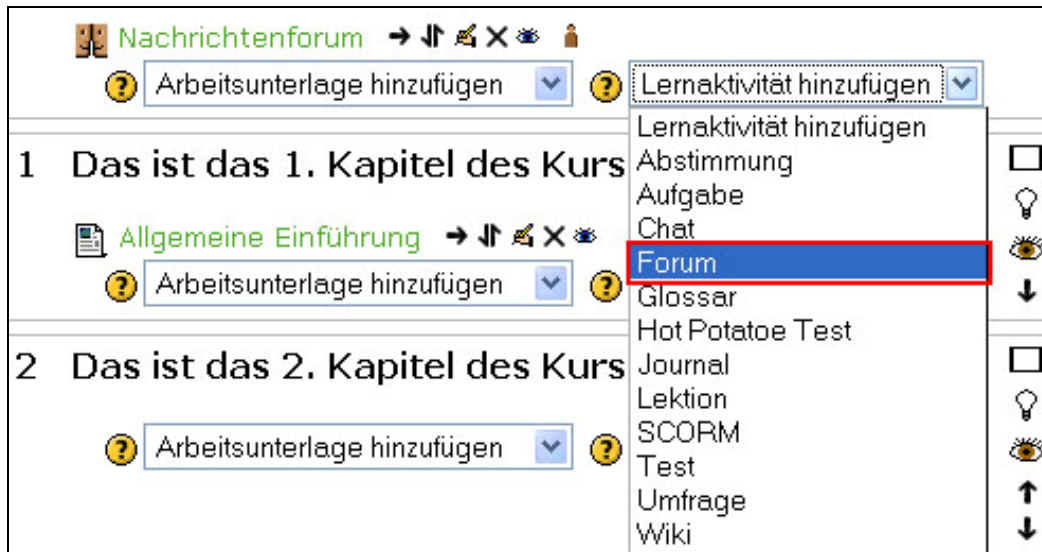 Nachrichtenforum
Arbeitsunterlage hinzufügen
Lernaktivität hinzufügen
Lernaktivität hinzufügen
Abstimmung
Aufgabe
Chat
Forum
Glossar
Hot Potatoe Test
Journal
Lektion
SCORM
Test
Umfrage
Wiki
1 Das ist das 1. Kapitel des Kurs
Allgemeine Einführung
Arbeitsunterlage hinzufügen
2 Das ist das 2. Kapitel des Kurs
Arbeitsunterlage hinzufügen